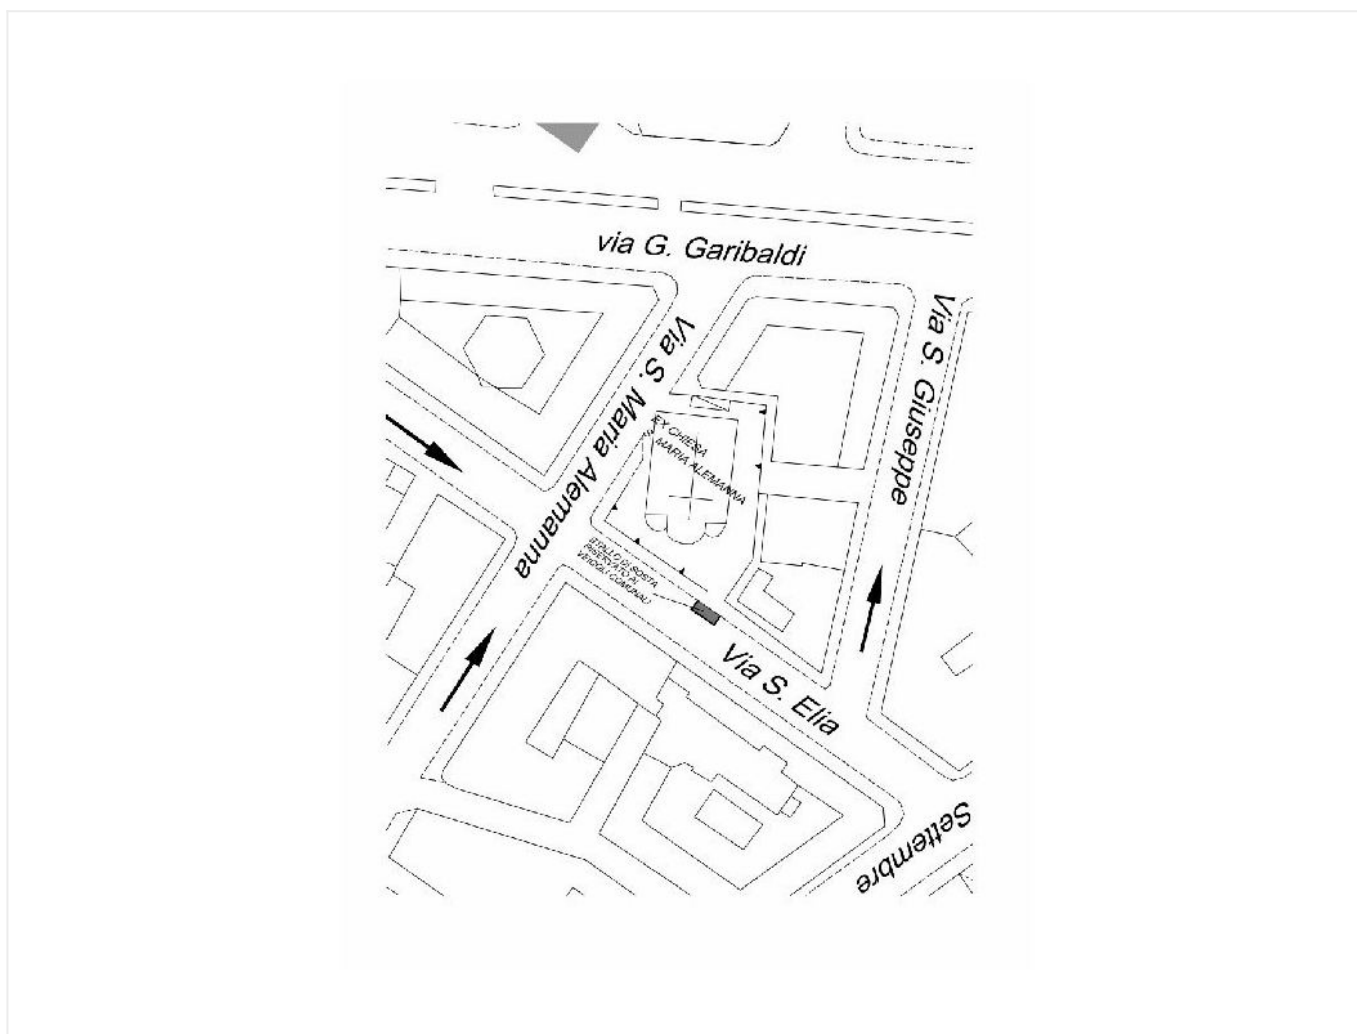 via G. Garibaldi
Via S. Maria Alemanna
Via S. Giuseppe
EX CHIESA
MARIA ALEMANNA
STALLO DI SOSTA
RISERVATO AI
VEICOLI COMUNALI
Via S. Elia
Settembre